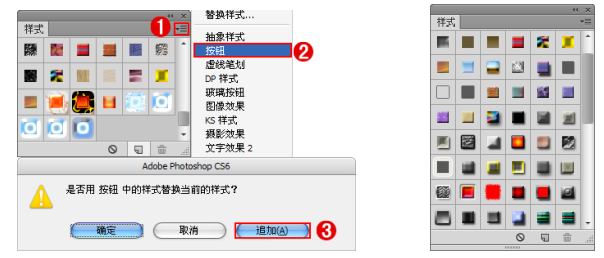 样式
1
替换样式...
抽象样式
按钮
2
虚线笔划
DP 样式
玻璃按钮
图像效果
KS 样式
摄影效果
文字效果 2
Adobe Photoshop CS6
是否用 按钮 中的样式替换当前的样式?
确定
取消
追加(A)
3
样式